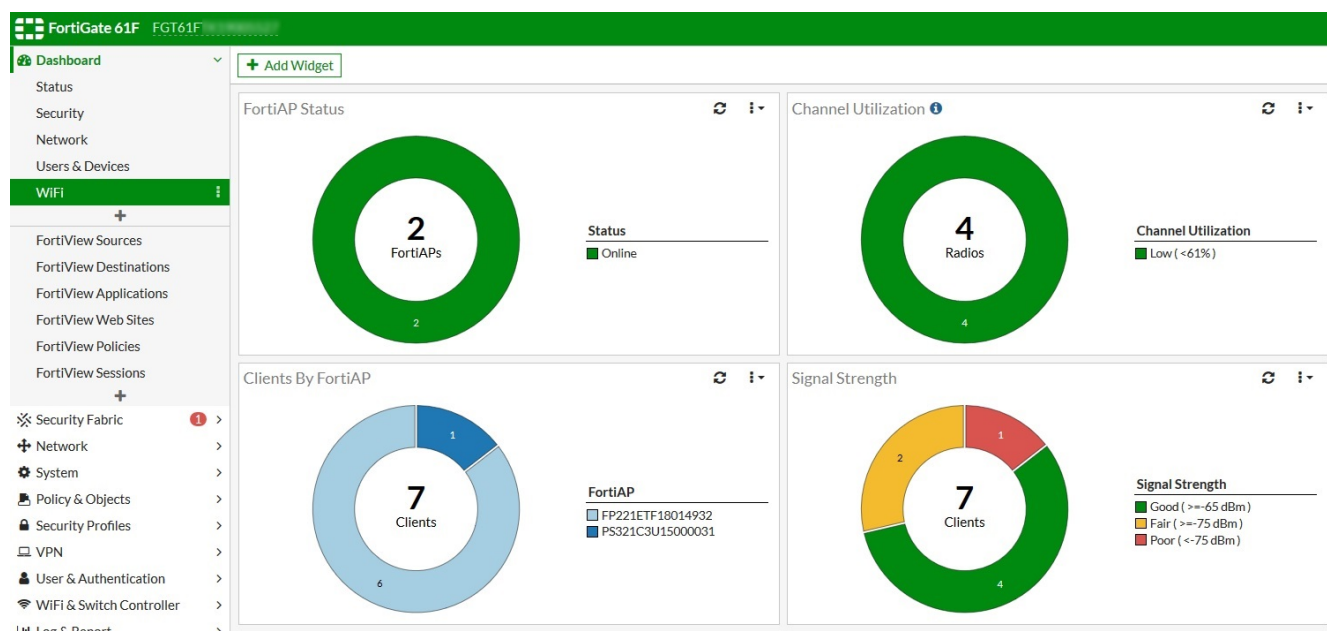 FortiGate 61F FGT61F
Dashboard
Status
Security
Network
Users & Devices
WiFi
FortiView Sources
FortiView Destinations
FortiView Applications
FortiView Web Sites
FortiView Policies
FortiView Sessions
Security Fabric 1
Network
System
Policy & Objects
Security Profiles
VPN
User & Authentication
WiFi & Switch Controller
Log & Report
+ Add Widget
FortiAP Status
2
FortiAPs
2
Status
Online
Channel Utilization
4
Radios
4
Channel Utilization
Low ( <61% )
Clients By FortiAP
1
7
Clients
6
FortiAP
FP221ETF18014932
PS321C3U15000031
Signal Strength
1
2
7
Clients
4
Signal Strength
Good ( >=-65 dBm )
Fair ( >=-75 dBm )
Poor ( <-75 dBm )